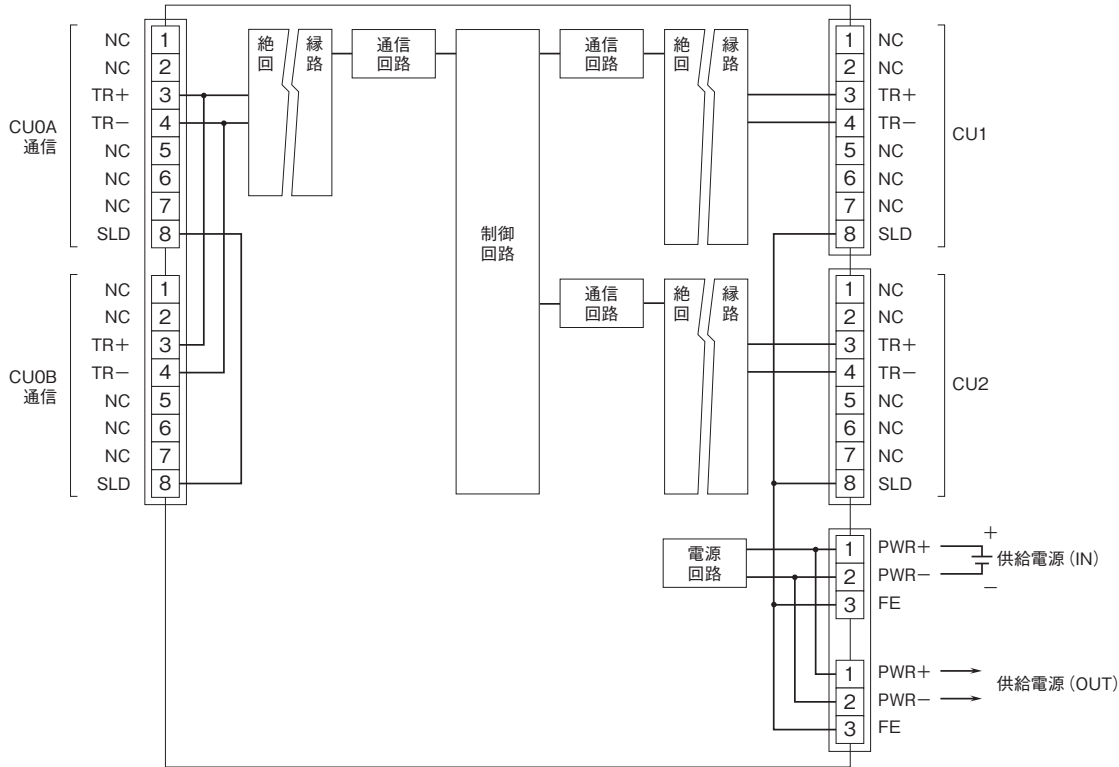 CU0A
通信
NC 1
NC 2
TR+ 3
TR− 4
NC 5
NC 6
NC 7
SLD 8
CU0B
通信
NC 1
NC 2
TR+ 3
TR− 4
NC 5
NC 6
NC 7
SLD 8
絶縁
回路
通信
回路
制御
回路
通信
回路
絶縁
回路
1 NC
2 NC
3 TR+
4 TR−
5 NC
6 NC
7 NC
8 SLD
CU1
通信
回路
絶縁
回路
1 NC
2 NC
3 TR+
4 TR−
5 NC
6 NC
7 NC
8 SLD
CU2
電源
回路
1 PWR+
2 PWR−
3 FE
+
−
供給電源(IN)
1 PWR+
2 PWR−
3 FE
供給電源(OUT)